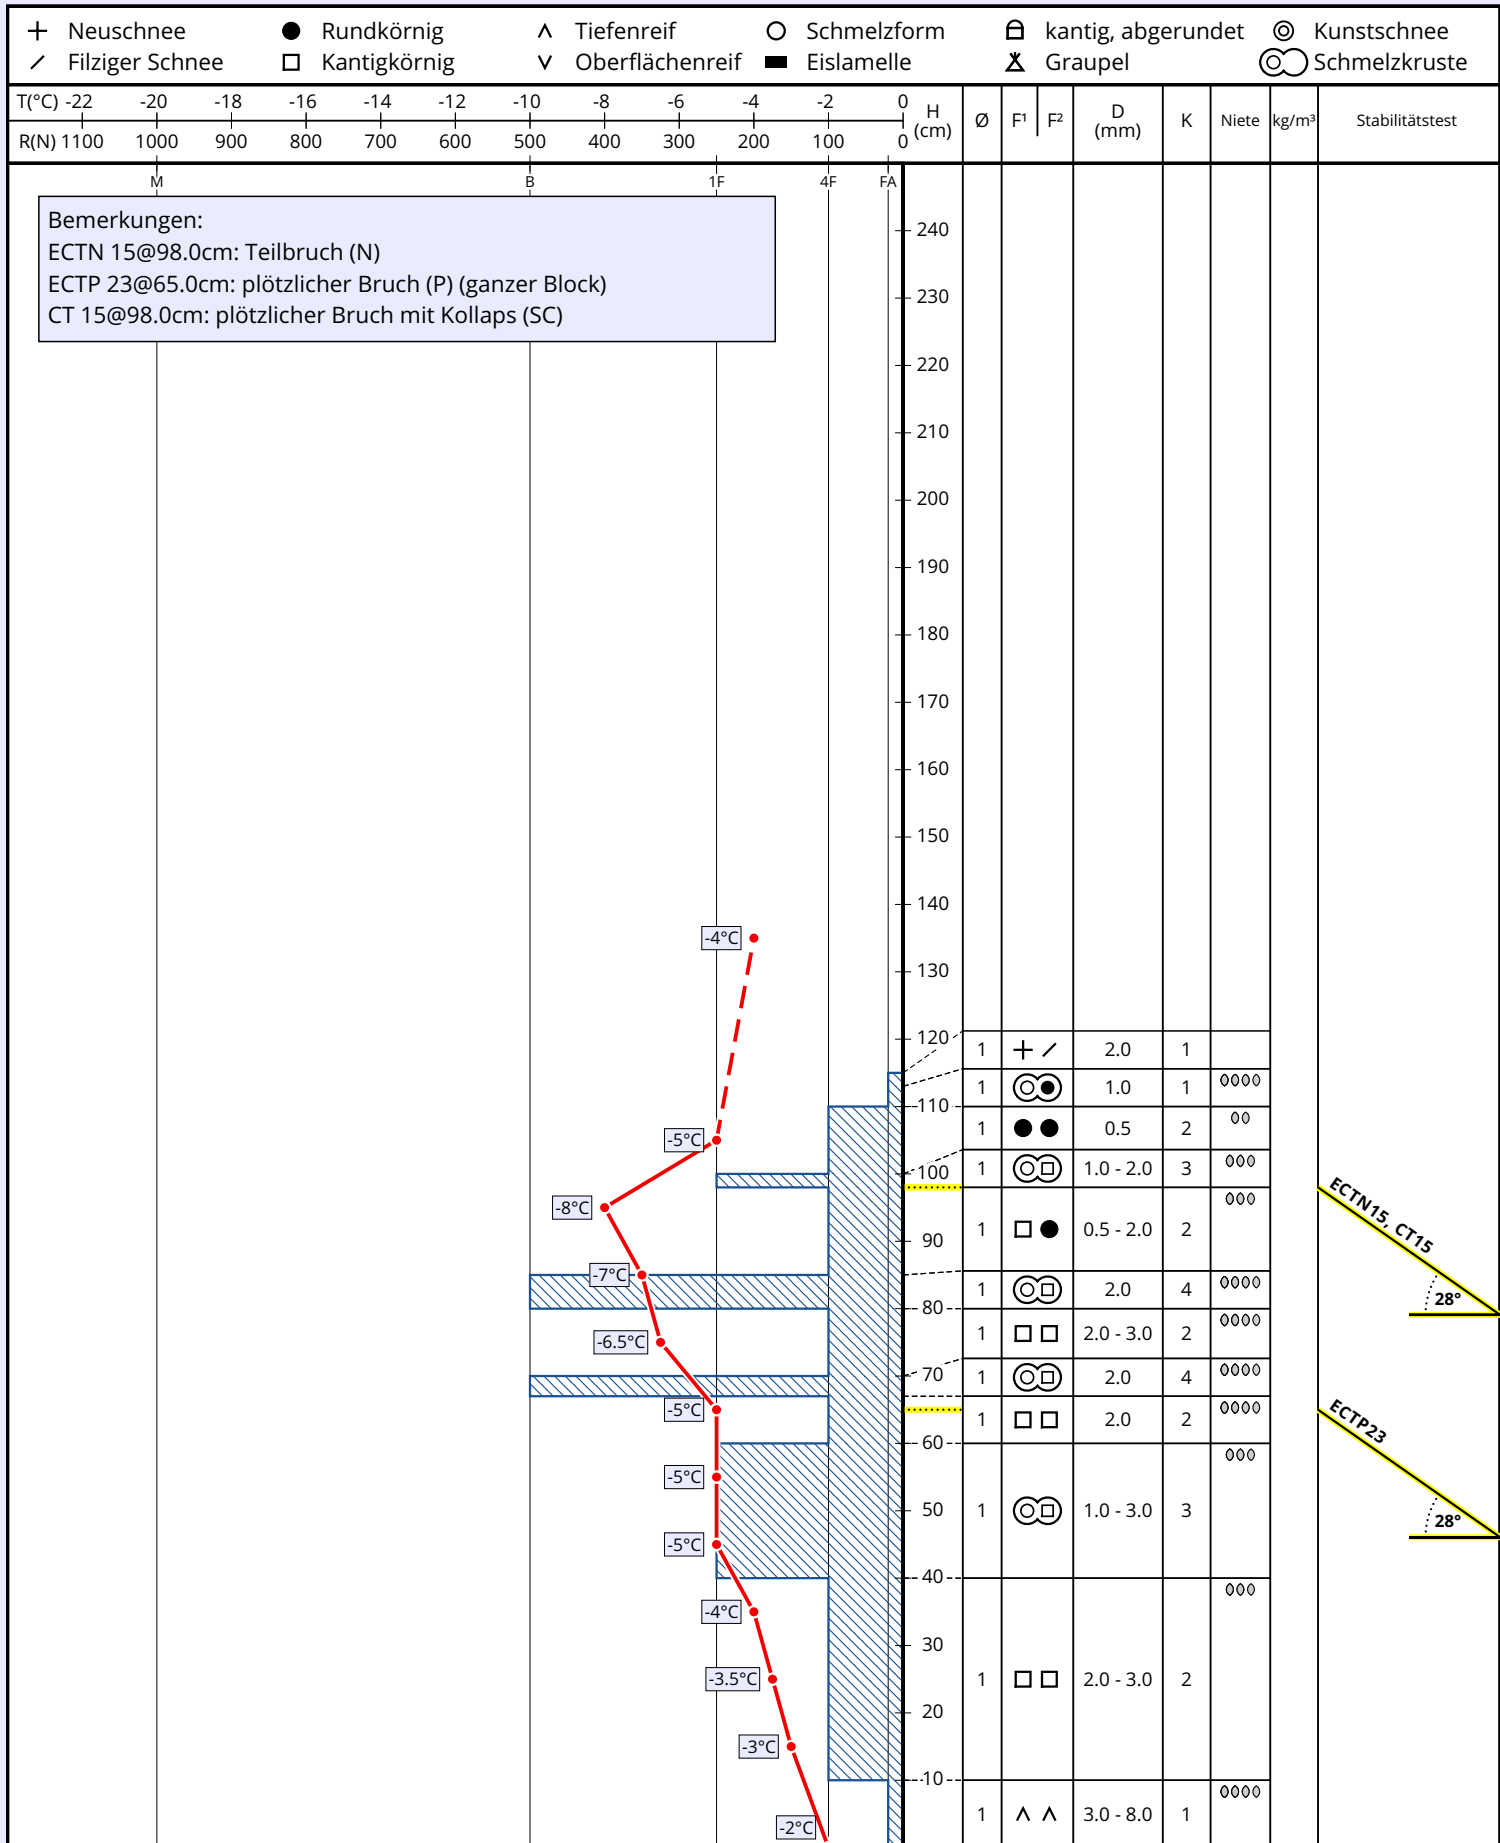 Neuschnee Rundkörnig Tiefenreif Schmelzform kantig, abgerundet Kunstschnee
Filziger Schnee Kantigkörnig Oberflächenreif Eislamelle Graupel Schmelzkruste
T(°C) -22 -20 -18 -16 -14 -12 -10 -8 -6 -4 -2 0
R(N) 1100 1000 900 800 700 600 500 400 300 200 100 0
H (cm) Ø F¹ F² D (mm) K Niete kg/m³ Stabilitätstest
M B 1F 4F FA
Bemerkungen:
ECTN 15@98.0cm: Teilbruch (N)
ECTP 23@65.0cm: plötzlicher Bruch (P) (ganzer Block)
CT 15@98.0cm: plötzlicher Bruch mit Kollaps (SC)
240
230
220
210
200
190
180
170
160
150
140
-4°C
130
120
1 2.0 1
1 1.0 1
110
1 0.5 2
-5°C
1 1.0 - 2.0 3
100
-8°C
ECTN15, CT15
1 0.5 - 2.0 2
90
-7°C
1 2.0 4
28°
80
-6.5°C
1 2.0 - 3.0 2
70
1 2.0 4
-5°C
1 2.0 2
ECTP23
60
-5°C
50
1 1.0 - 3.0 3
28°
-5°C
40
-4°C
30
-3.5°C
1 2.0 - 3.0 2
20
-3°C
10
1 3.0 - 8.0 1
-2°C